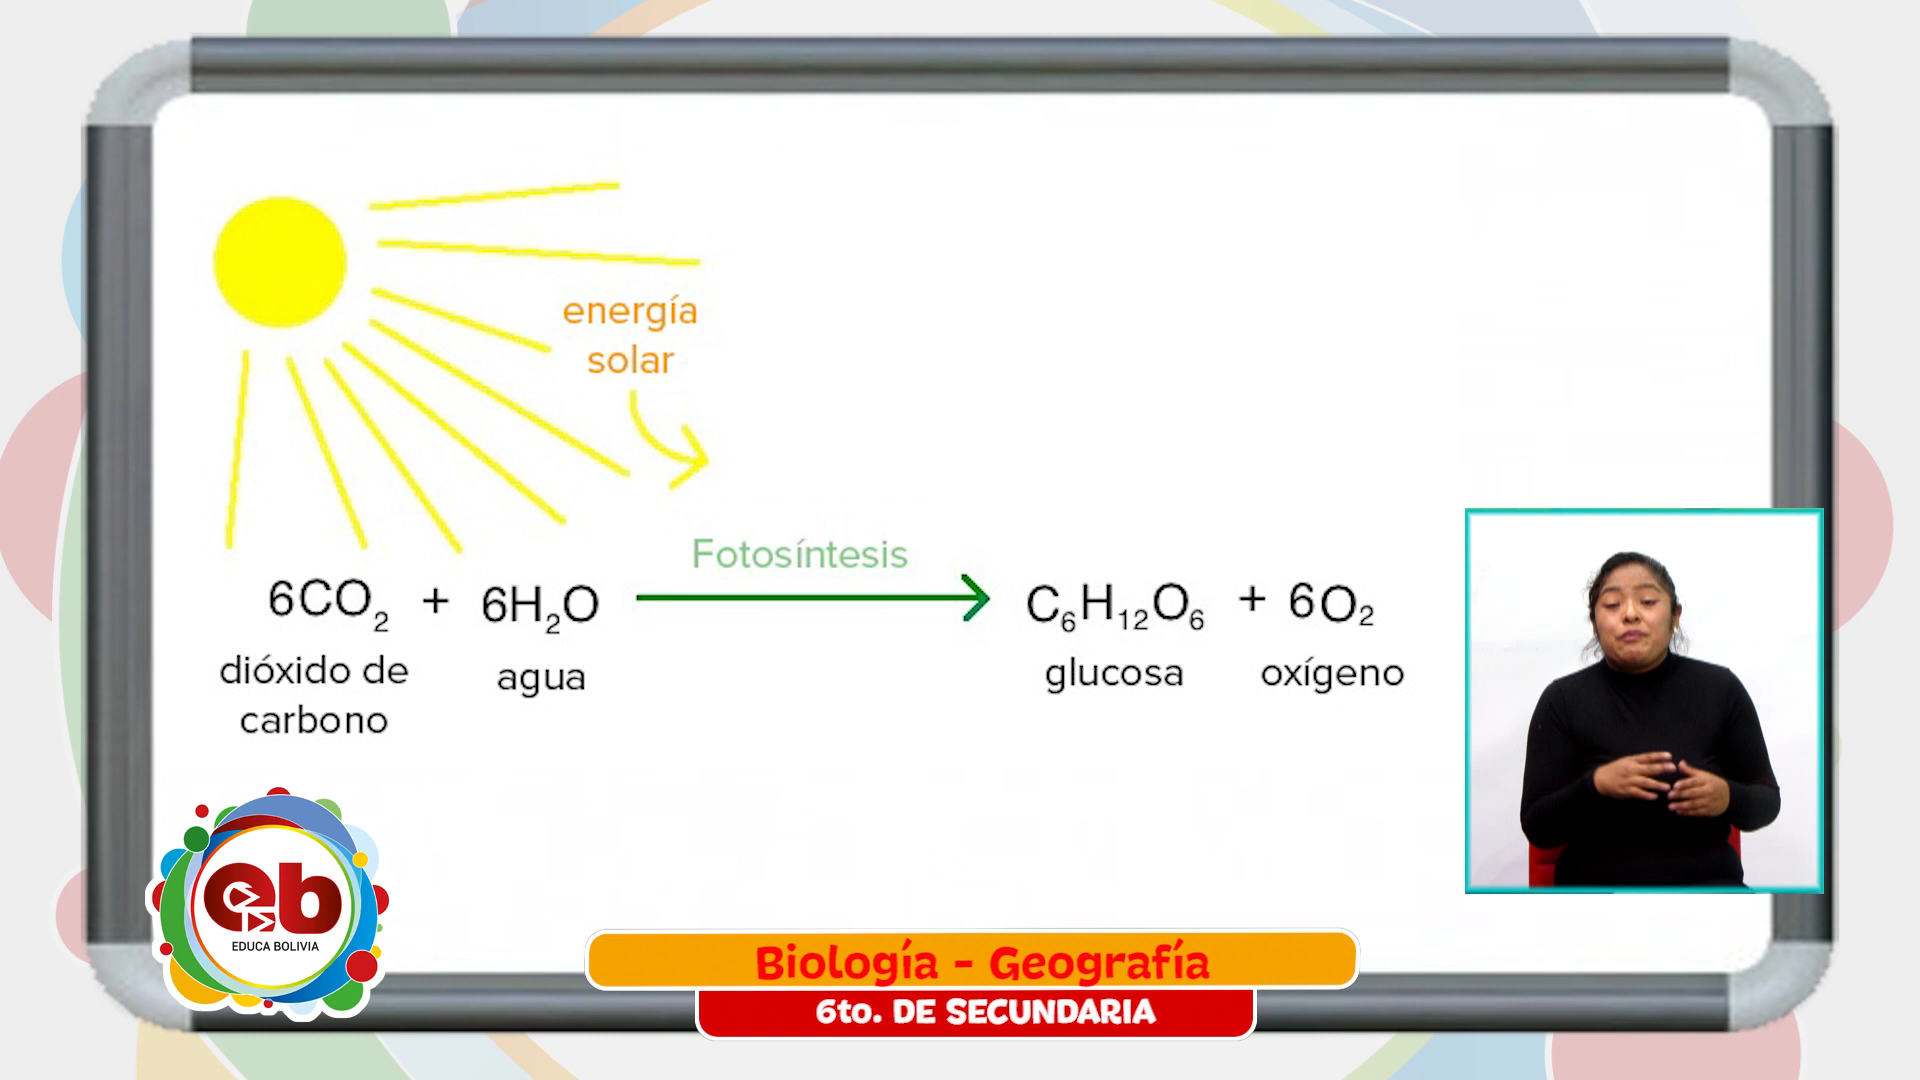 energía
solar
Fotosíntesis
6CO₂ + 6H₂O C₆H₁₂O₆ + 6O₂
dióxido de
carbono
agua
glucosa
oxígeno
eb
EDUCA BOLIVIA
Biología - Geografía
6to. DE SECUNDARIA